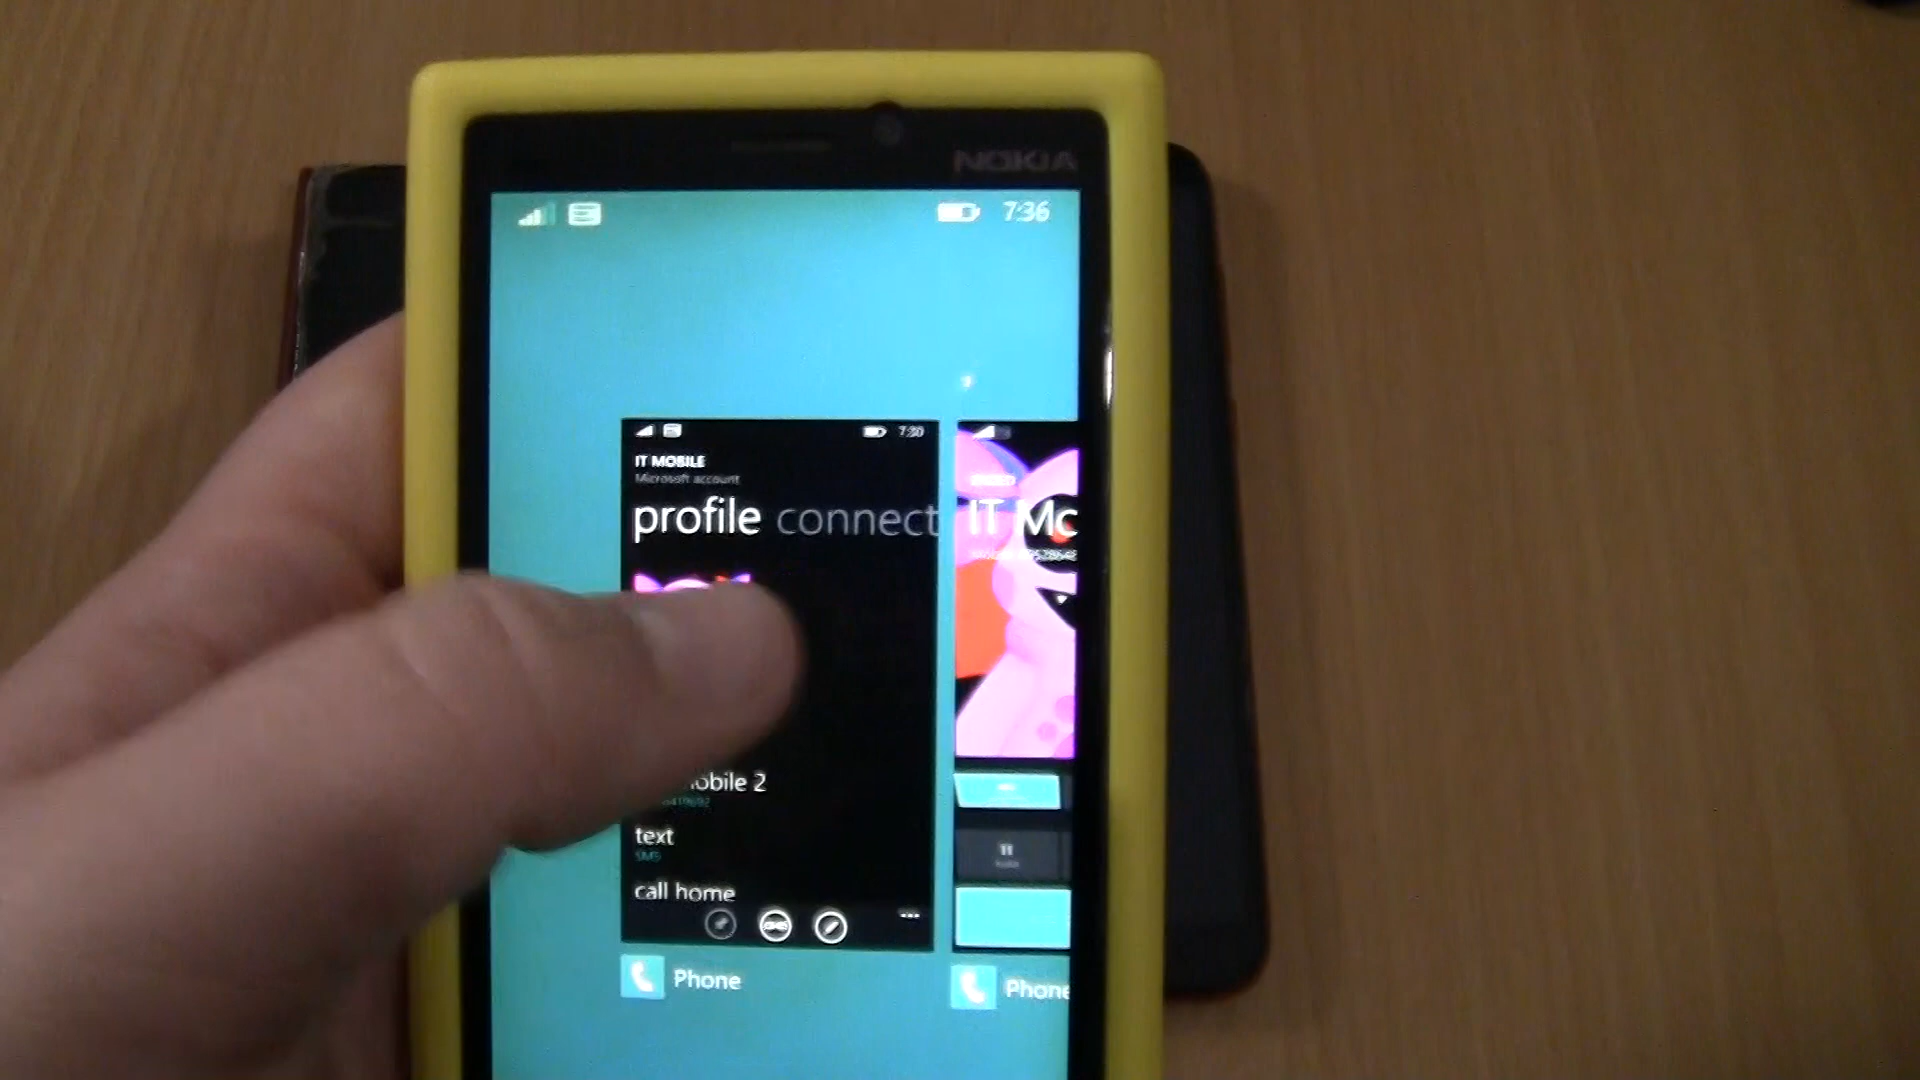 NOKIA
7:36
7:30
IT MOBILE
Microsoft account
profile connect
IT Mo
obile 2
text
SMS
call home
Phone
Phone